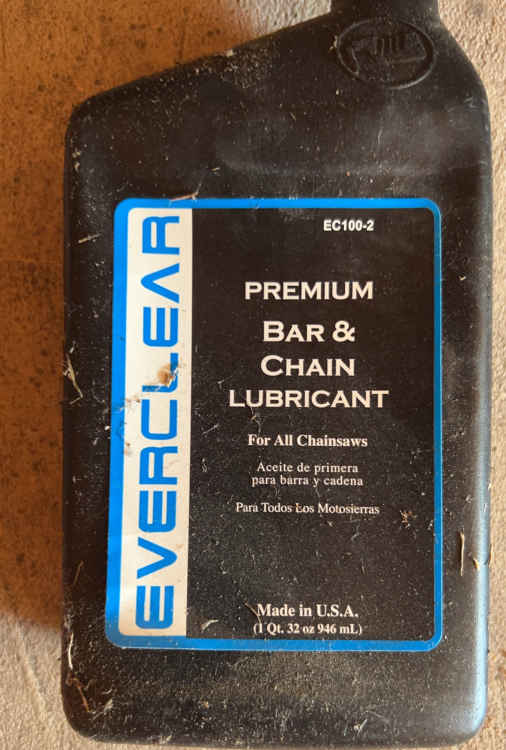 EC100-2
EVERCLEAR
PREMIUM
BAR &
CHAIN
LUBRICANT
For All Chainsaws
Aceite de primera
para barra y cadena
Para Todos Los Motosierras
Made in U.S.A.
(1 Qt. 32 oz 946 mL)